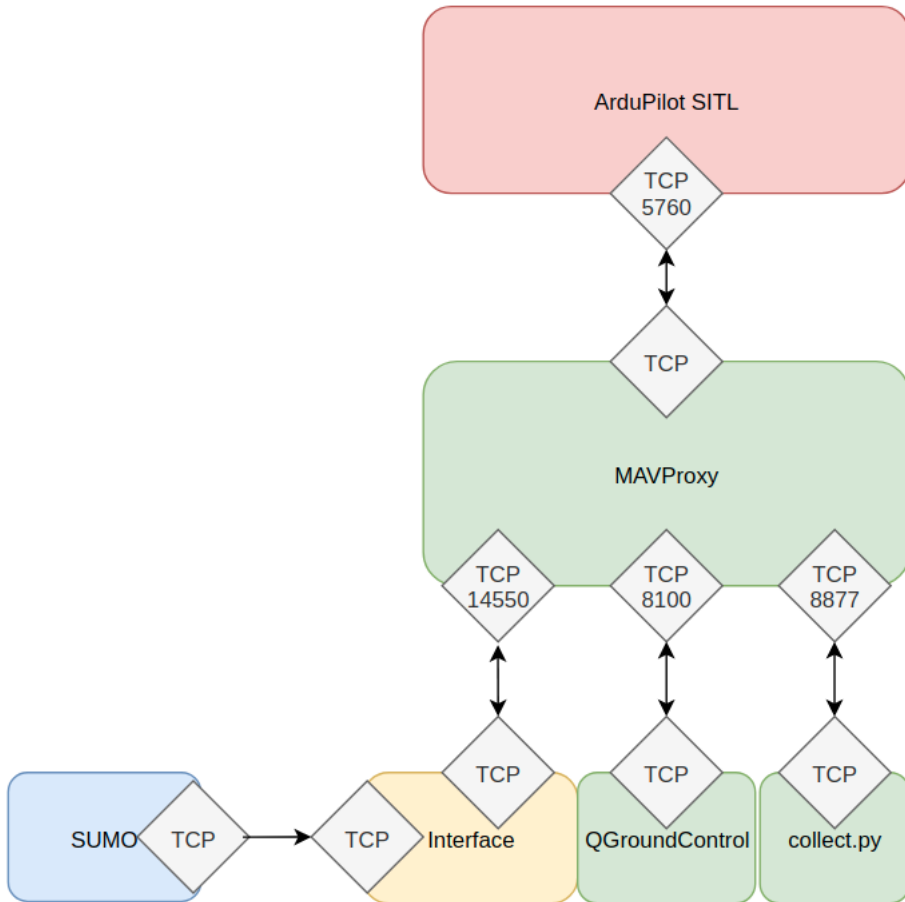 ArduPilot SITL
TCP
5760
TCP
MAVProxy
TCP
14550
TCP
8100
TCP
8877
TCP
TCP
TCP
SUMO
TCP
TCP
Interface
QGroundControl
collect.py